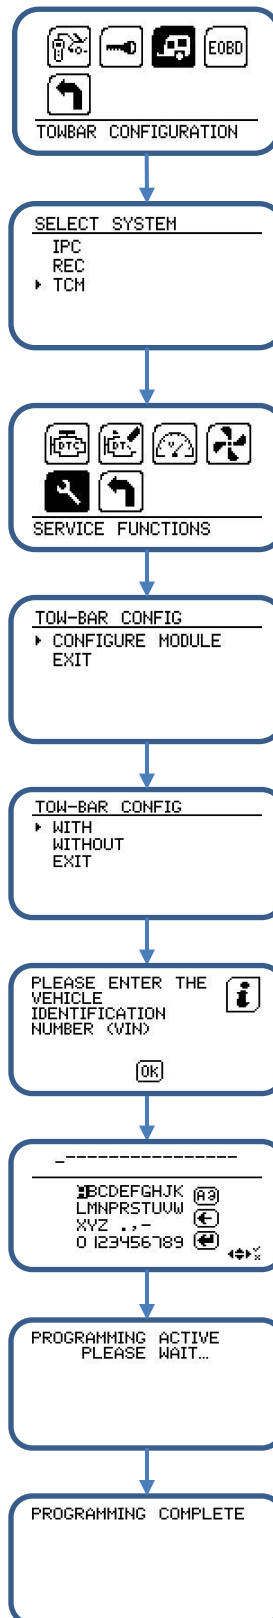 EOBD
TOWBAR CONFIGURATION
SELECT SYSTEM
IPC
REC
TCM
DTC
DTC
V
SERVICE FUNCTIONS
TOW-BAR CONFIG
CONFIGURE MODULE
EXIT
TOW-BAR CONFIG
WITH
WITHOUT
EXIT
PLEASE ENTER THE
VEHICLE
IDENTIFICATION
NUMBER (VIN)
i
OK
_----------------
ABCDEFGHJK
LMNPRSTUVW
XYZ .,-
0123456789
PROGRAMMING ACTIVE
PLEASE WAIT...
PROGRAMMING COMPLETE